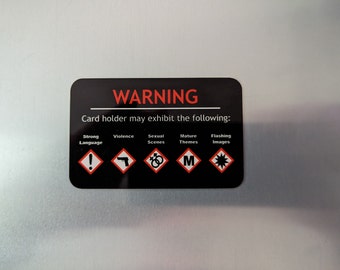 WARNING
Card holder may exhibit the following:
Strong Language Violence Sexual Scenes Mature Themes Flashing Images
! M